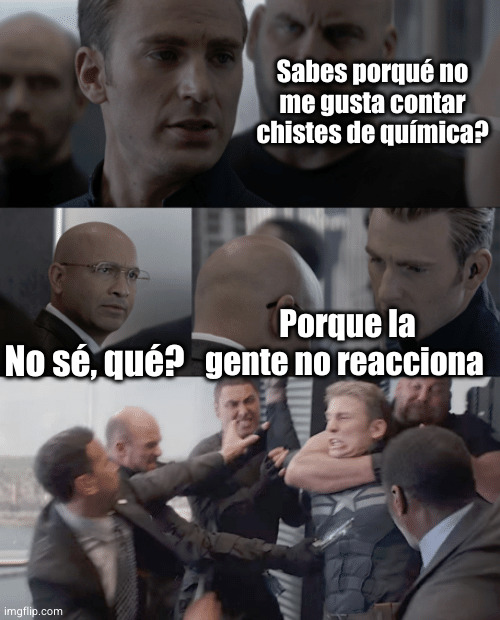 Sabes porqué no
me gusta contar
chistes de química?
No sé, qué?
Porque la
gente no reacciona
imgflip.com